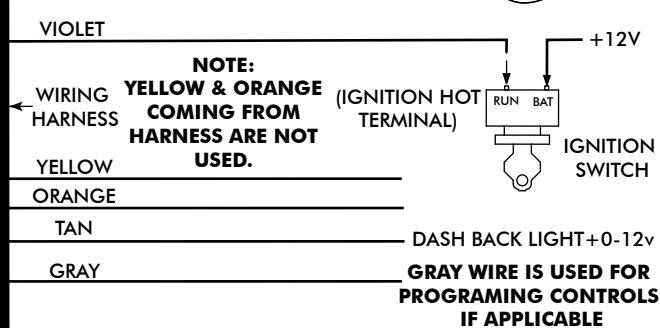 VIOLET
+12V
NOTE:
YELLOW & ORANGE
COMING FROM
HARNESS ARE NOT
USED.
WIRING
HARNESS
(IGNITION HOT
TERMINAL)
RUN BAT
IGNITION
SWITCH
YELLOW
ORANGE
TAN
DASH BACK LIGHT+0-12v
GRAY
GRAY WIRE IS USED FOR
PROGRAMING CONTROLS
IF APPLICABLE